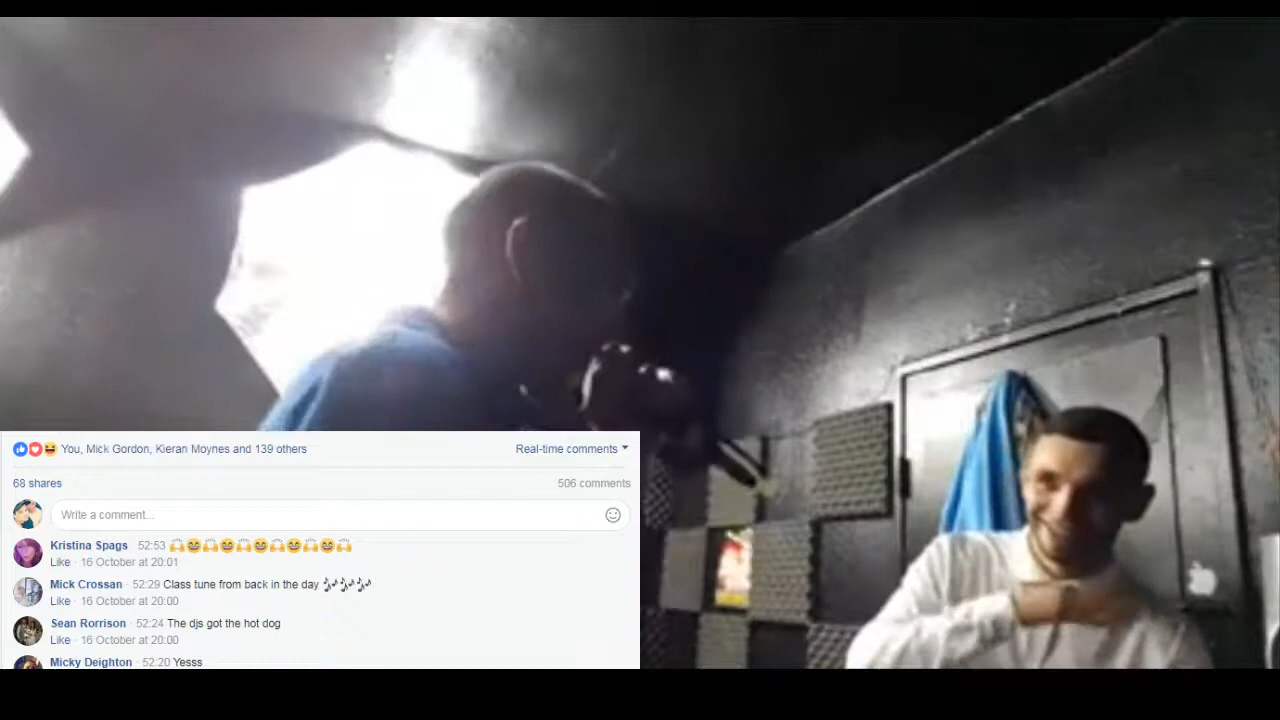 You, Mick Gordon, Kieran Moynes and 139 others Real-time comments
68 shares 506 comments
Write a comment...
Kristina Spags · 52:53 🙌😄🙌😄🙌😄🙌😄🙌😄🙌
Like · 16 October at 20:01
Mick Crossan · 52:29 Class tune from back in the day 🎶🎶🎶
Like · 16 October at 20:00
Sean Rorrison · 52:24 The djs got the hot dog
Like · 16 October at 20:00
Micky Deighton · 52:20 Yesss